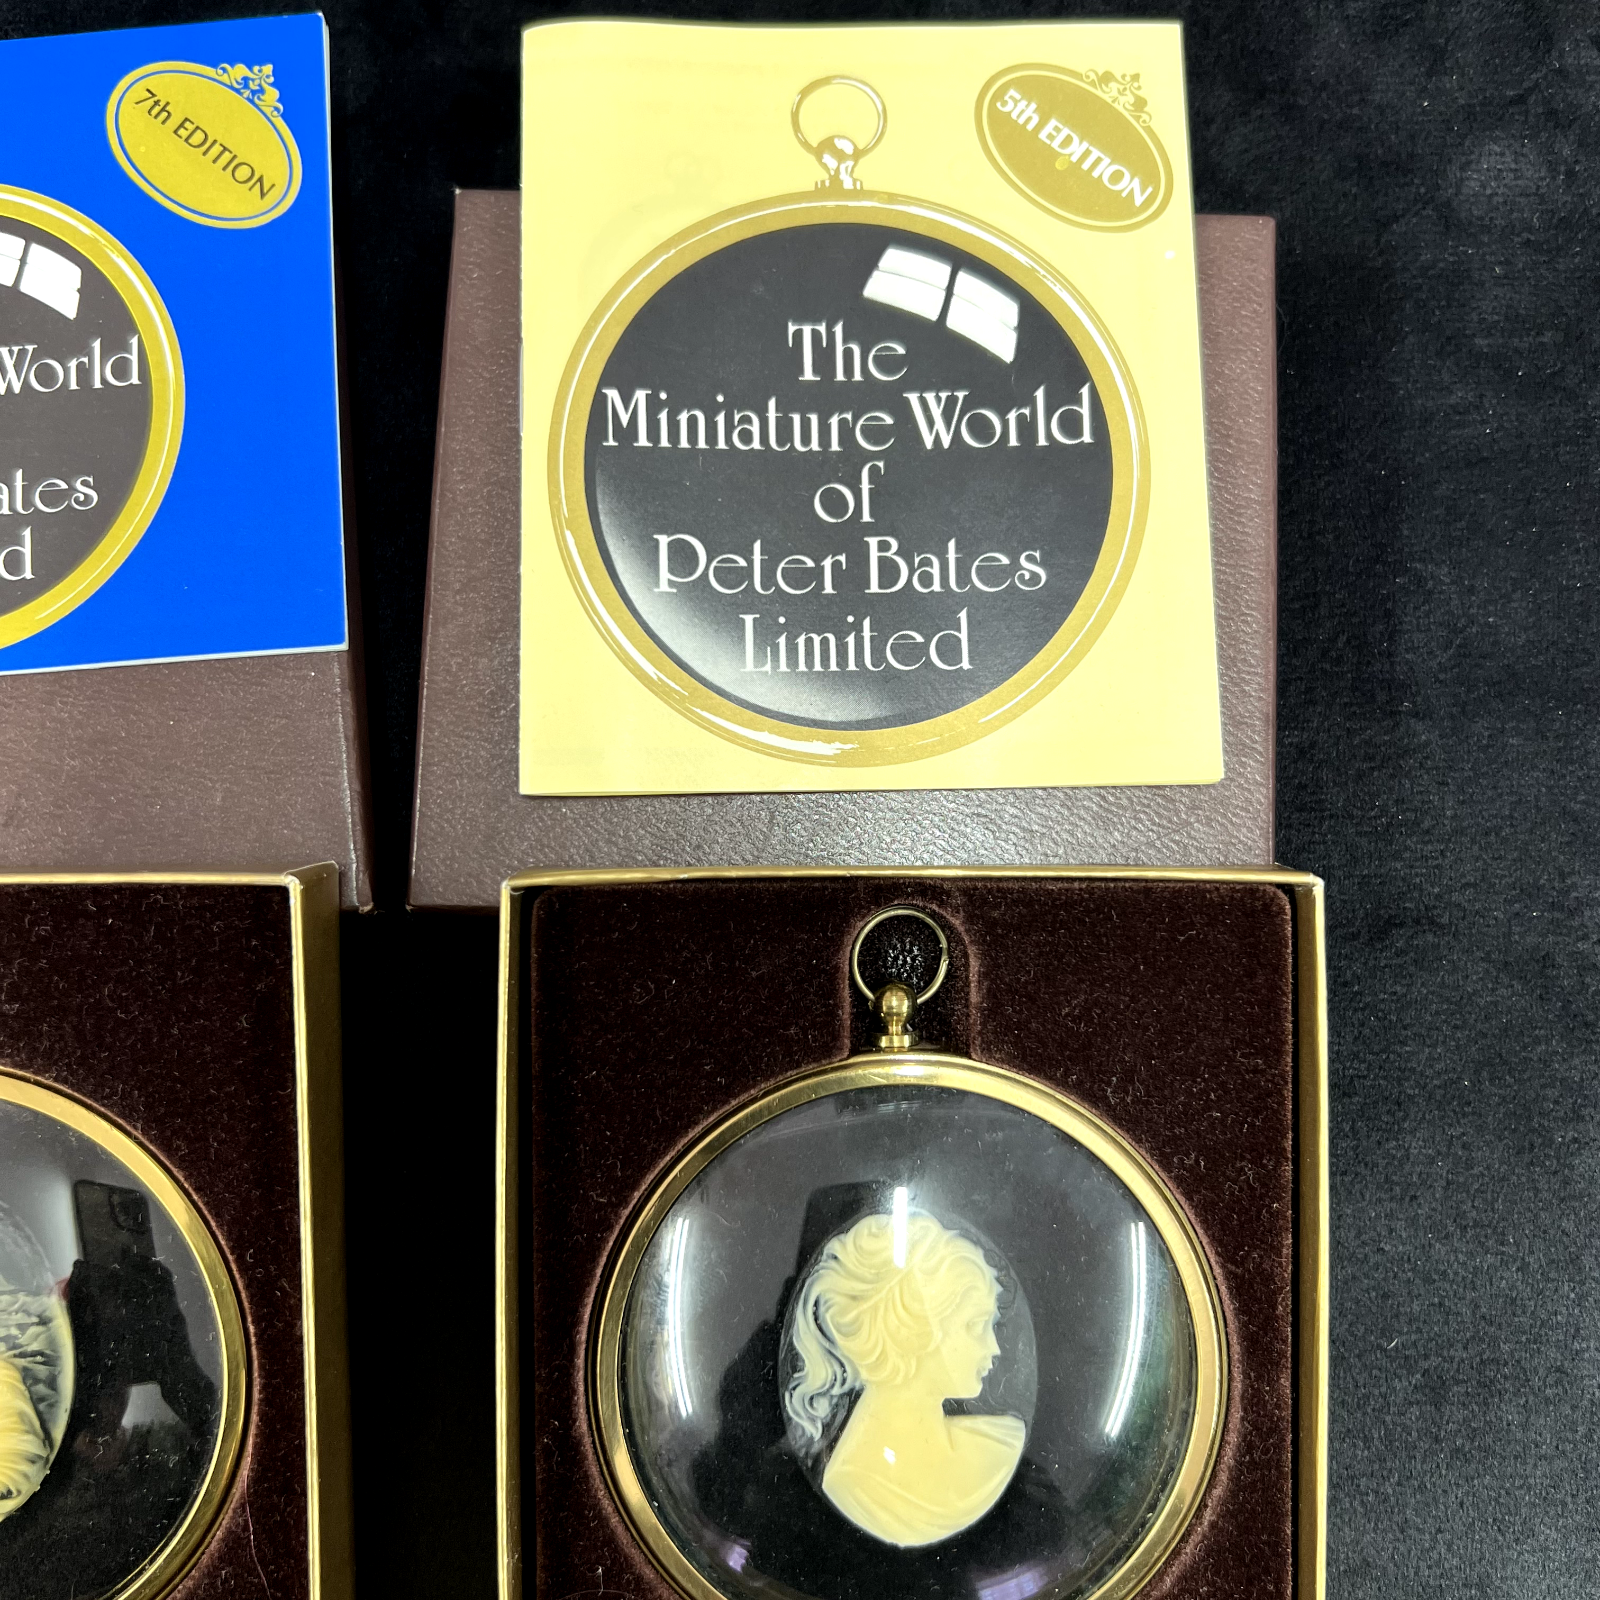 7th EDITION
World
ates
d
5th EDITION
The
Miniature World
of
Peter Bates
Limited